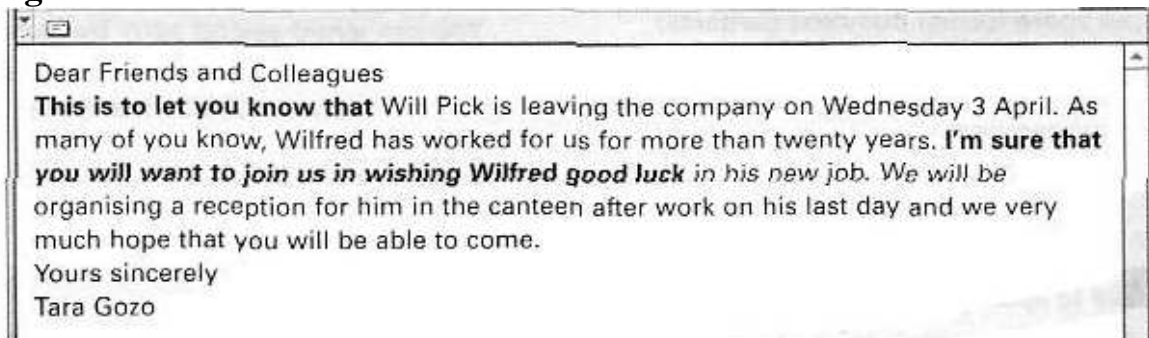 Dear Friends and Colleagues
This is to let you know that Will Pick is leaving the company on Wednesday 3 April. As
many of you know, Wilfred has worked for us for more than twenty years. I'm sure that
you will want to join us in wishing Wilfred good luck in his new job. We will be
organising a reception for him in the canteen after work on his last day and we very
much hope that you will be able to come.
Yours sincerely
Tara Gozo